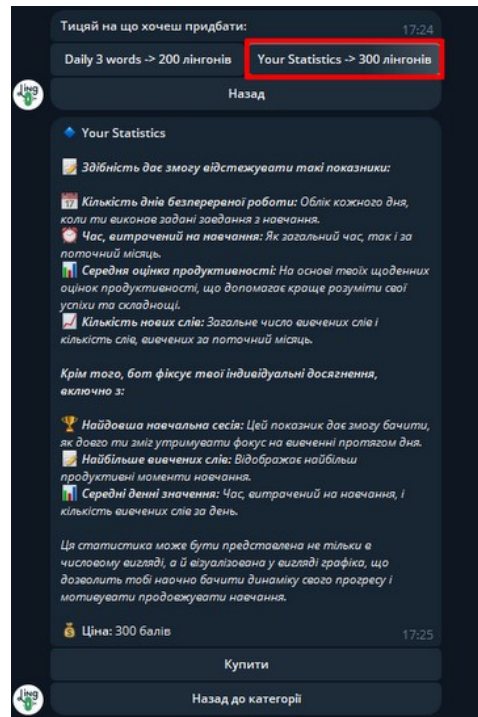 Тицяй на що хочеш придбати:
17:24
Daily 3 words -> 200 лінгонів
Your Statistics -> 300 лінгонів
Назад
Your Statistics
Здібність дає змогу відстежувати такі показники:
Кількість днів безперервної роботи: Облік кожного дня,
коли ти виконав задані завдання з навчання.
Час, витрачений на навчання: Як загальний час, так і за
поточний місяць.
Середня оцінка продуктивності: На основі твоїх щоденних
оцінок продуктивності, що допомагає краще розуміти свої
успіхи та складнощі.
Кількість нових слів: Загальне число вивчених слів і
кількість слів, вивчених за поточний місяць.
Крім того, бот фіксує твої індивідуальні досягнення,
включно з:
Найдовша навчальна сесія: Цей показник дає змогу бачити,
як довго ти зміг утримувати фокус на вивченні протягом дня.
Найбільше вивчених слів: Відображає найбільш
продуктивні моменти навчання.
Середні денні значення: Час, витрачений на навчання, і
кількість вивчених слів за день.
Ця статистика може бути представлена не тільки в
числовому вигляді, а й візуалізована у вигляді графіка, що
дозволить тобі наочно бачити динаміку свого прогресу і
мотивувати продовжувати навчання.
Ціна: 300 балів
17:25
Купити
Назад до категорії